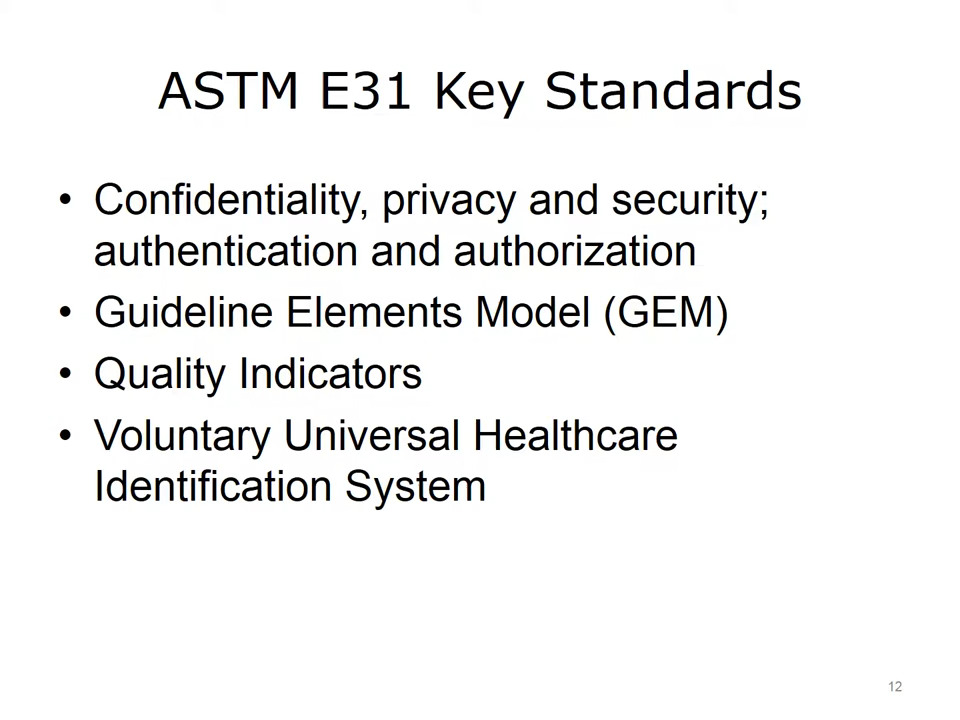 ASTM E31 Key Standards
• Confidentiality, privacy and security;
authentication and authorization
• Guideline Elements Model (GEM)
• Quality Indicators
• Voluntary Universal Healthcare
Identification System
12